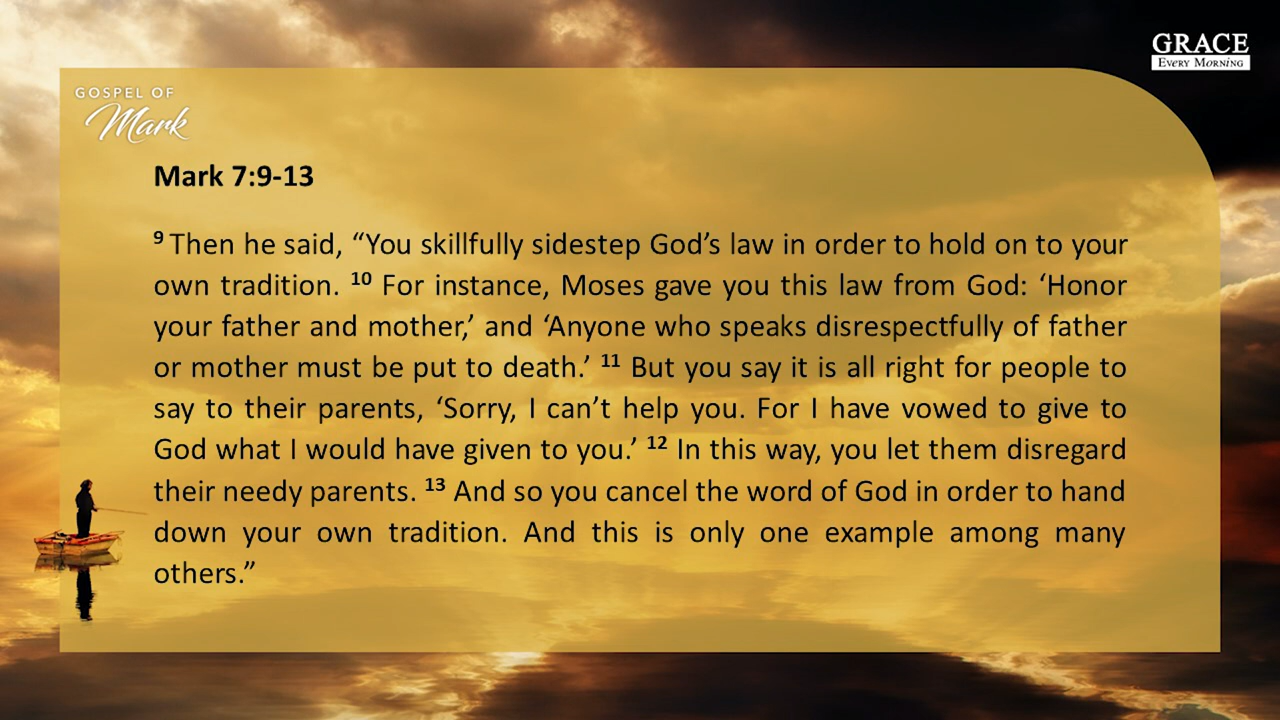 GRACE
EVERY MORNING
GOSPEL OF
Mark
Mark 7:9-13
9 Then he said, “You skillfully sidestep God’s law in order to hold on to your
own tradition. 10 For instance, Moses gave you this law from God: ‘Honor
your father and mother,’ and ‘Anyone who speaks disrespectfully of father
or mother must be put to death.’ 11 But you say it is all right for people to
say to their parents, ‘Sorry, I can’t help you. For I have vowed to give to
God what I would have given to you.’ 12 In this way, you let them disregard
their needy parents. 13 And so you cancel the word of God in order to hand
down your own tradition. And this is only one example among many
others.”